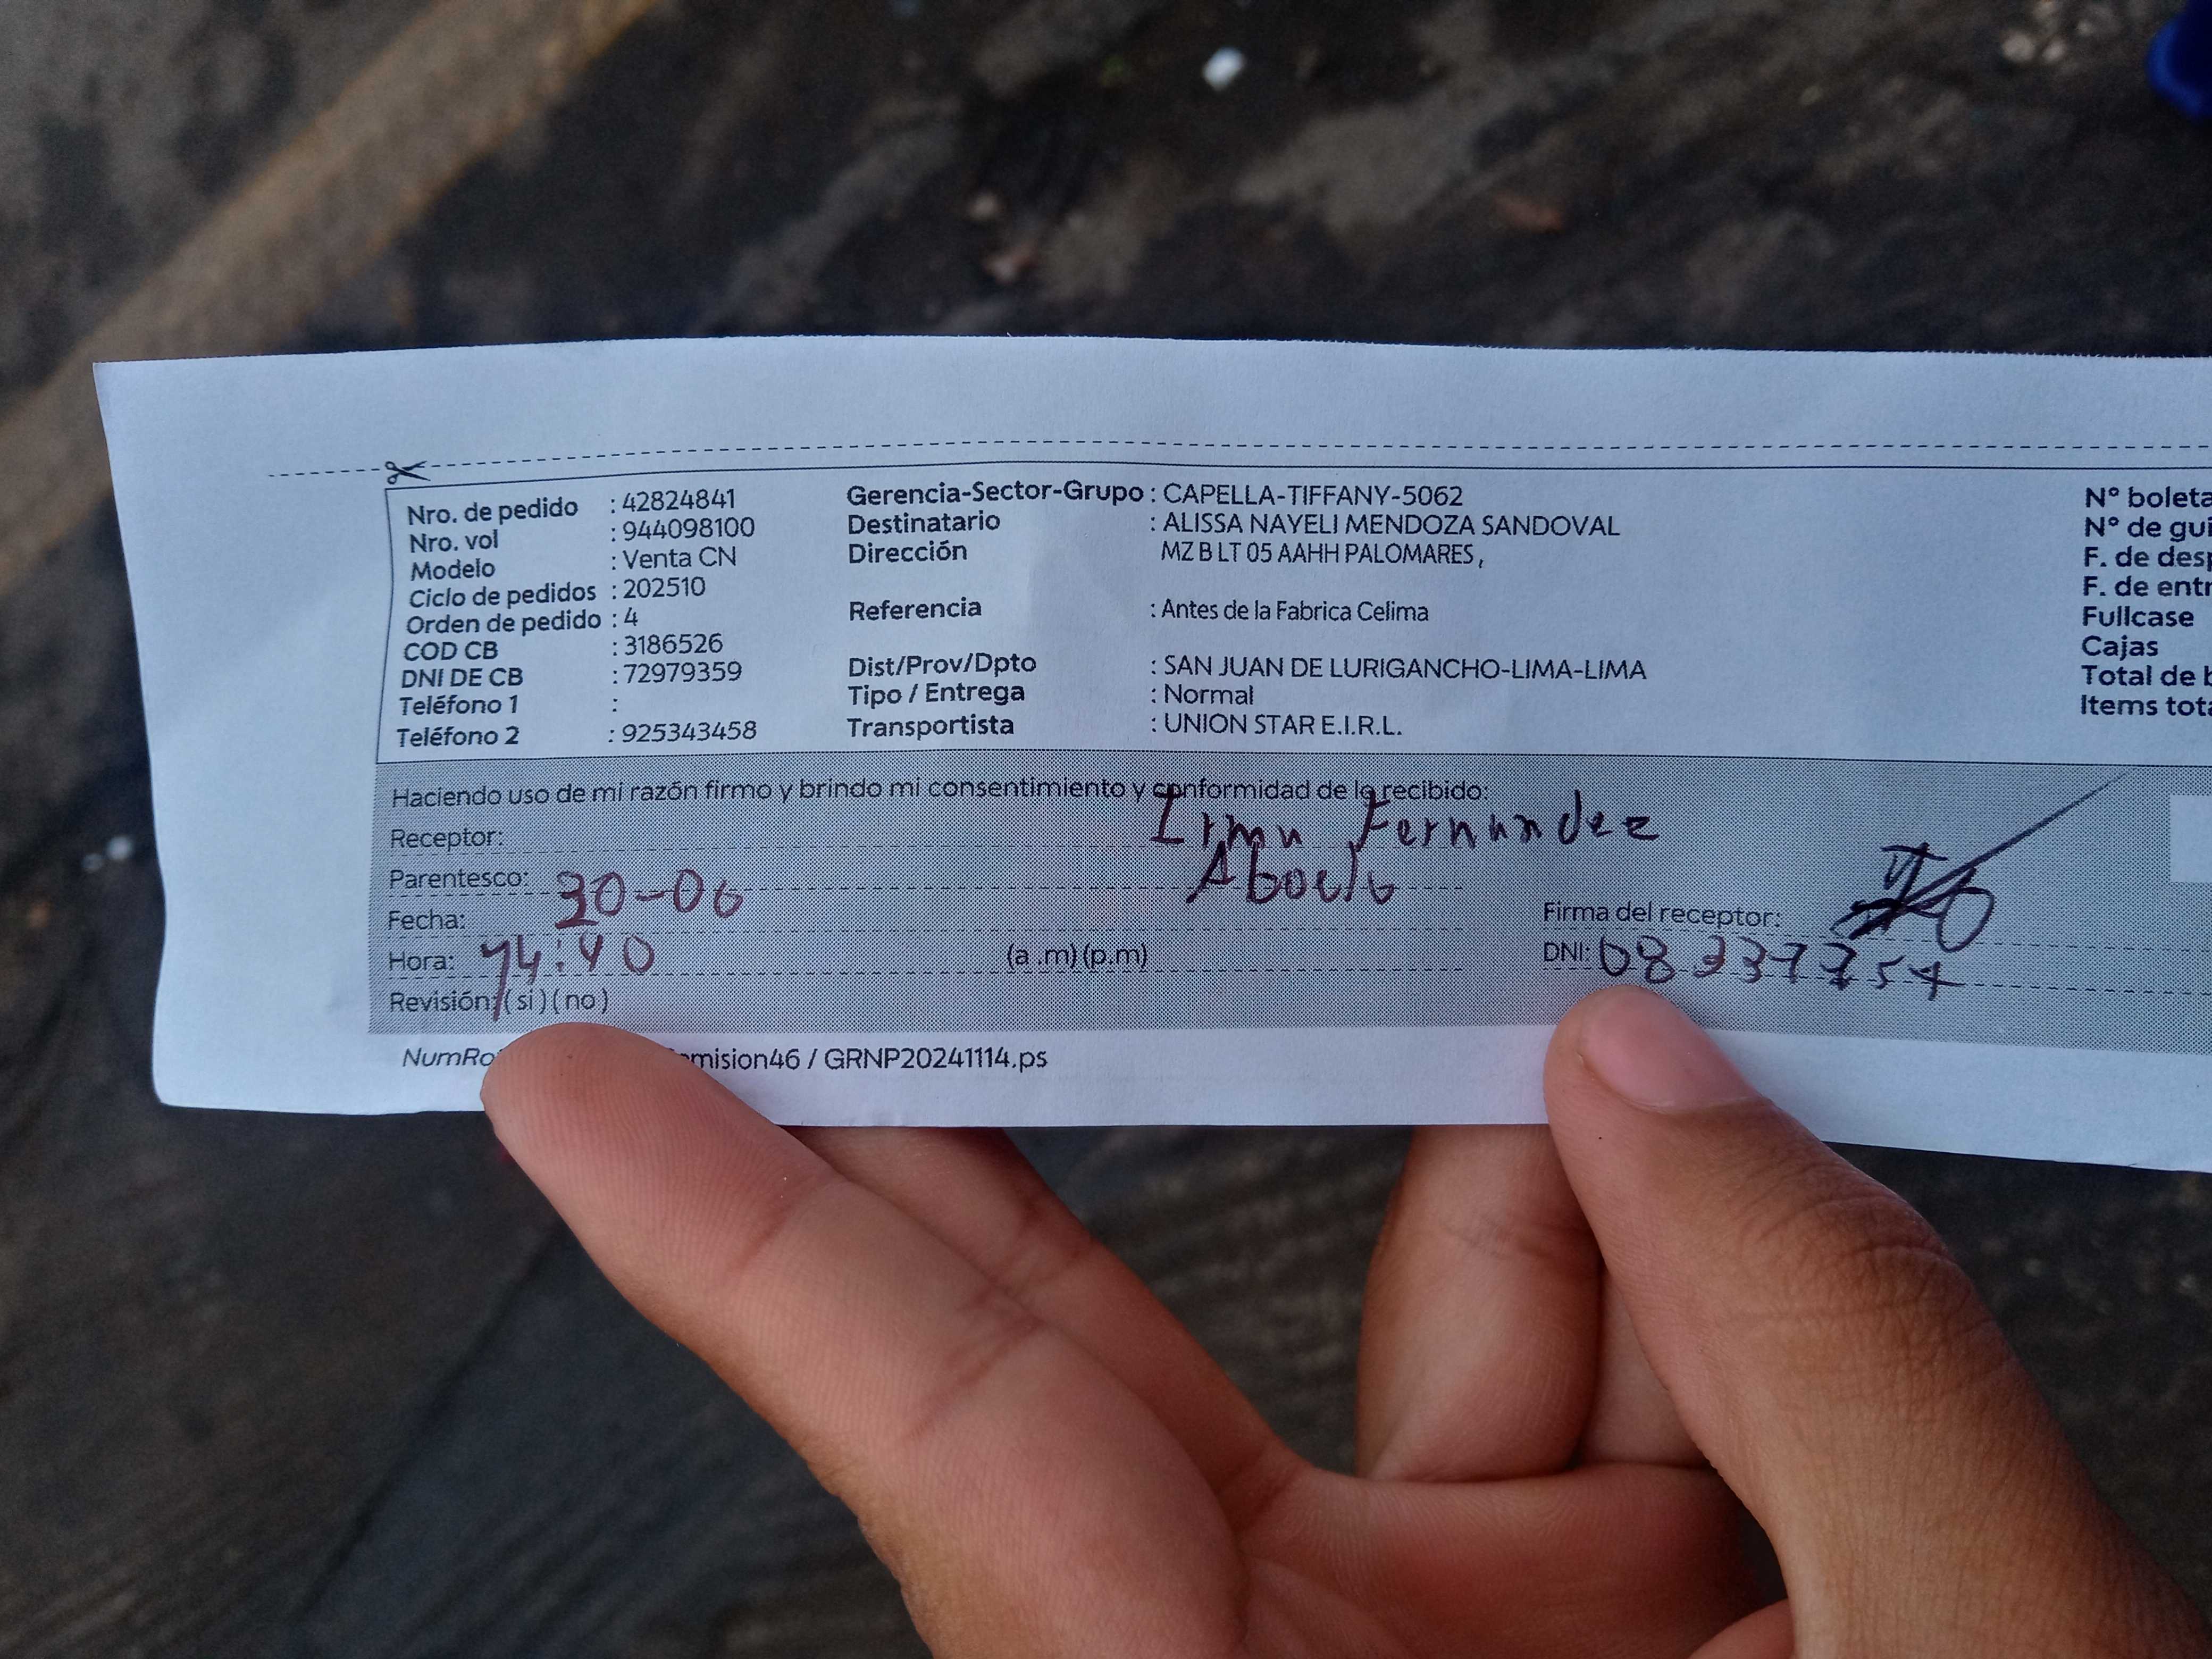 Nro. de pedido : 42824841
Nro. vol : 944098100
Modelo : Venta CN
Ciclo de pedidos : 202510
Orden de pedido : 4
COD CB : 3186526
DNI DE CB : 72979359
Teléfono 1 :
Teléfono 2 : 925343458
Gerencia-Sector-Grupo : CAPELLA-TIFFANY-5062
Destinatario : ALISSA NAYELI MENDOZA SANDOVAL
Dirección MZ B LT 05 AAHH PALOMARES,
Referencia : Antes de la Fabrica Celima
Dist/Prov/Dpto : SAN JUAN DE LURIGANCHO-LIMA-LIMA
Tipo / Entrega : Normal
Transportista : UNION STAR E.I.R.L.
N° boleta
N° de gui
F. de desp
F. de entr
Fullcase
Cajas
Total de b
Items tota
Haciendo uso de mi razón firmo y brindo mi consentimiento y conformidad de lo recibido:
Receptor: Irma Fernandez
Parentesco: Abuela
Fecha: 30-06
Hora: 14:40 (a .m) (p.m)
Revisión: (si) (no)
Firma del receptor:
DNI:
NumRo
mision46 / GRNP20241114.ps